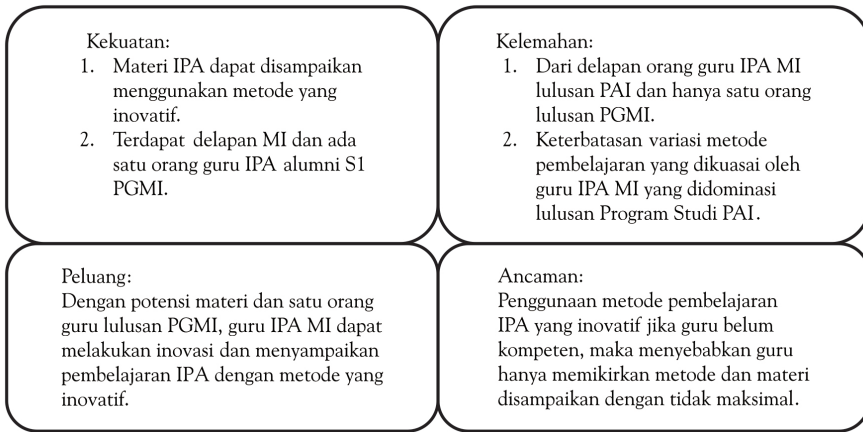 Kekuatan:
1. Materi IPA dapat disampaikan
menggunakan metode yang
inovatif.
2. Terdapat delapan MI dan ada
satu orang guru IPA alumni S1
PGMI.
Kelemahan:
1. Dari delapan orang guru IPA MI
lulusan PAI dan hanya satu orang
lulusan PGMI.
2. Keterbatasan variasi metode
pembelajaran yang dikuasai oleh
guru IPA MI yang didominasi
lulusan Program Studi PAI.
Peluang:
Dengan potensi materi dan satu orang
guru lulusan PGMI, guru IPA MI dapat
melakukan inovasi dan menyampaikan
pembelajaran IPA dengan metode yang
inovatif.
Ancaman:
Penggunaan metode pembelajaran
IPA yang inovatif jika guru belum
kompeten, maka menyebabkan guru
hanya memikirkan metode dan materi
disampaikan dengan tidak maksimal.